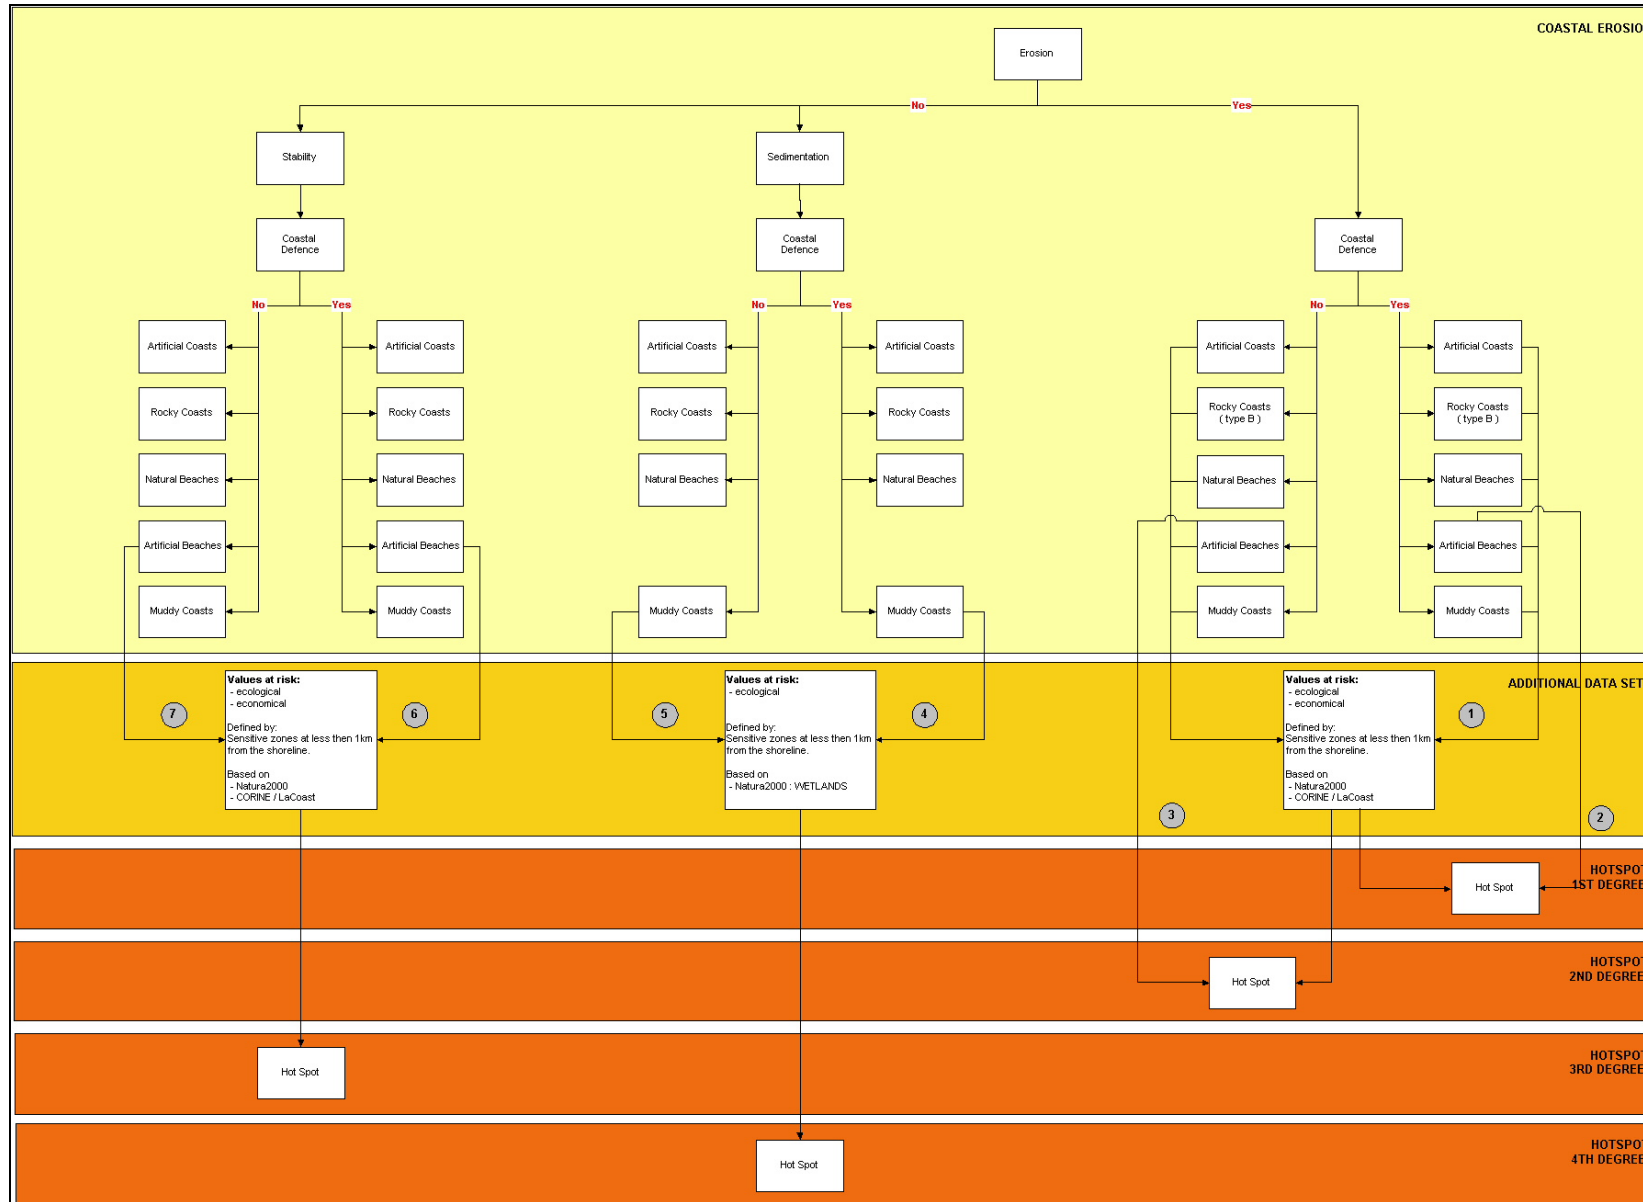 COASTAL EROSIO
Erosion
No
Yes
Stability
Sedimentation
Coastal
Defence
Coastal
Defence
Coastal
Defence
No
Yes
No
Yes
No
Yes
Artificial Coasts
Artificial Coasts
Artificial Coasts
Artificial Coasts
Artificial Coasts
Artificial Coasts
Rocky Coasts
Rocky Coasts
Rocky Coasts
Rocky Coasts
Rocky Coasts
( type B )
Rocky Coasts
( type B )
Natural Beaches
Natural Beaches
Natural Beaches
Natural Beaches
Natural Beaches
Natural Beaches
Artificial Beaches
Artificial Beaches
Artificial Beaches
Artificial Beaches
Muddy Coasts
Muddy Coasts
Muddy Coasts
Muddy Coasts
Muddy Coasts
Muddy Coasts
ADDITIONAL DATA SET
7
Values at risk:
- ecological
- economical
Defined by:
Sensitive zones at less then 1km
from the shoreline.
Based on
- Natura2000
- CORINE / LaCoast
6
5
Values at risk:
- ecological
Defined by:
Sensitive zones at less then 1km
from the shoreline.
Based on
- Natura2000 : WETLANDS
4
Values at risk:
- ecological
- economical
Defined by:
Sensitive zones at less then 1km
from the shoreline.
Based on
- Natura2000
- CORINE / LaCoast
1
3
2
HOTSPOT
1ST DEGREE
Hot Spot
HOTSPOT
2ND DEGREE
Hot Spot
HOTSPOT
3RD DEGREE
Hot Spot
HOTSPOT
4TH DEGREE
Hot Spot